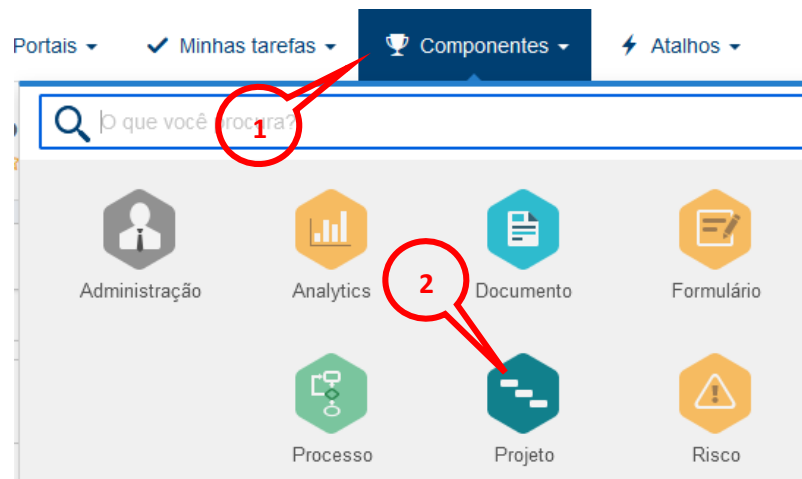 Portais Minhas tarefas Componentes Atalhos
O que você procura?
1
Administração Analytics Documento Formulário
2
Processo Projeto Risco